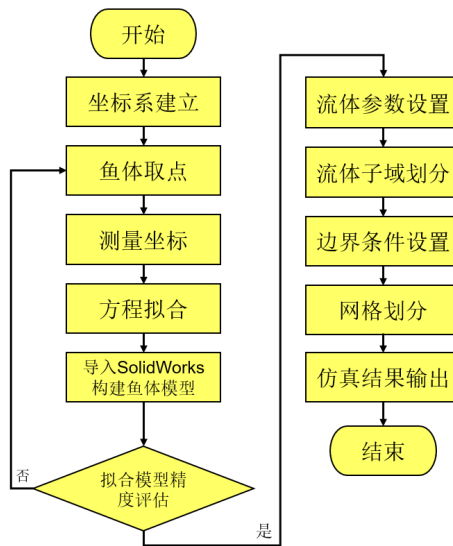 开始
坐标系建立
鱼体取点
测量坐标
方程拟合
导入SolidWorks
构建鱼体模型
拟合模型精
度评估
否
是
流体参数设置
流体子域划分
边界条件设置
网格划分
仿真结果输出
结束